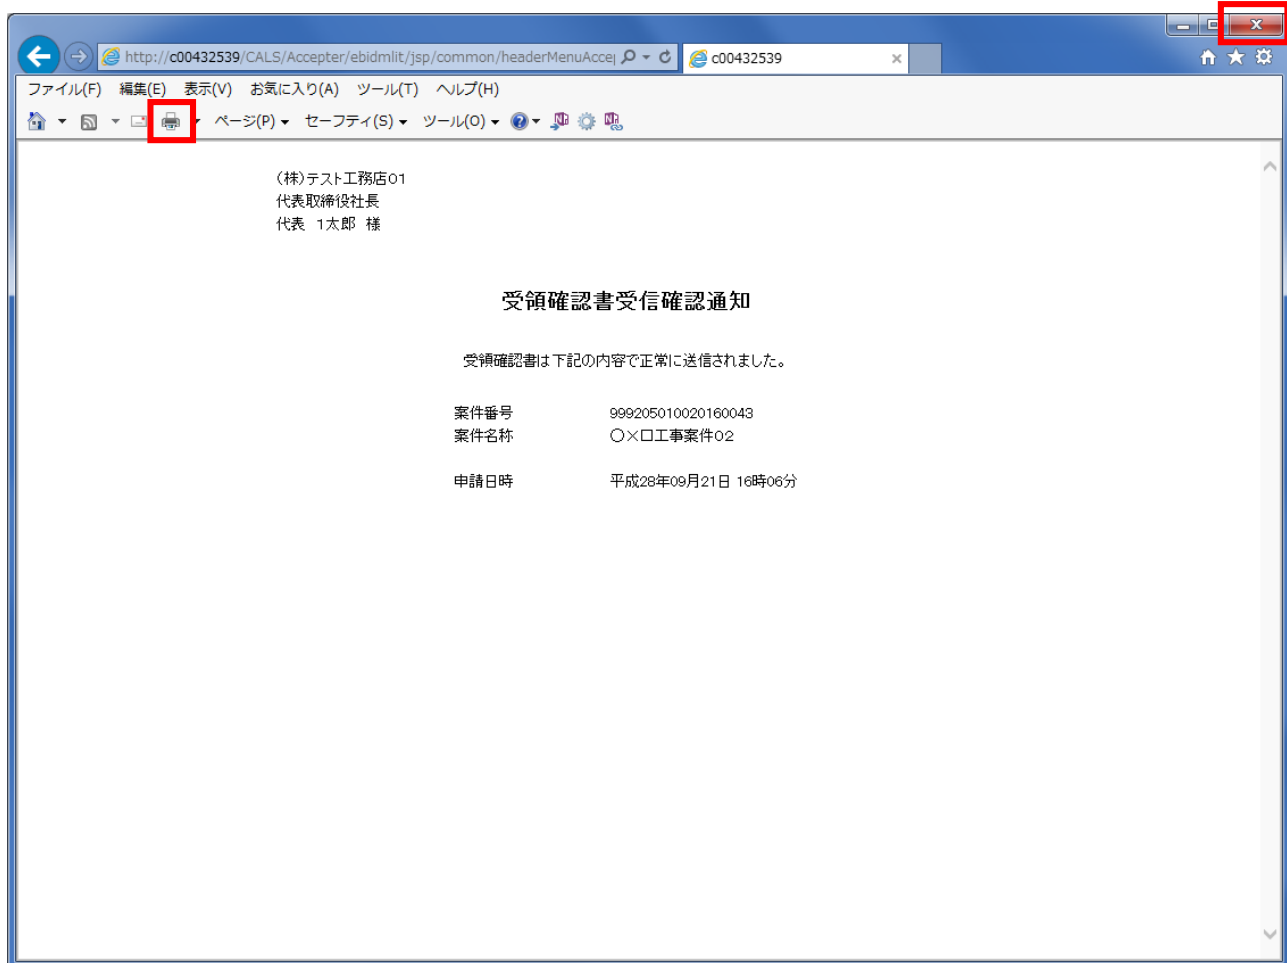 http://c00432539/CALS/Accepter/ebidmlit/jsp/common/headerMenuAccep
c00432539
ファイル(F) 編集(E) 表示(V) お気に入り(A) ツール(T) ヘルプ(H)
ページ(P) セーフティ(S) ツール(O)
(株)テスト工務店01
代表取締役社長
代表 1太郎 様
受領確認書受信確認通知
受領確認書は下記の内容で正常に送信されました。
案件番号 999205010020160043
案件名称 ○×口工事案件02
申請日時 平成28年09月21日 16時06分